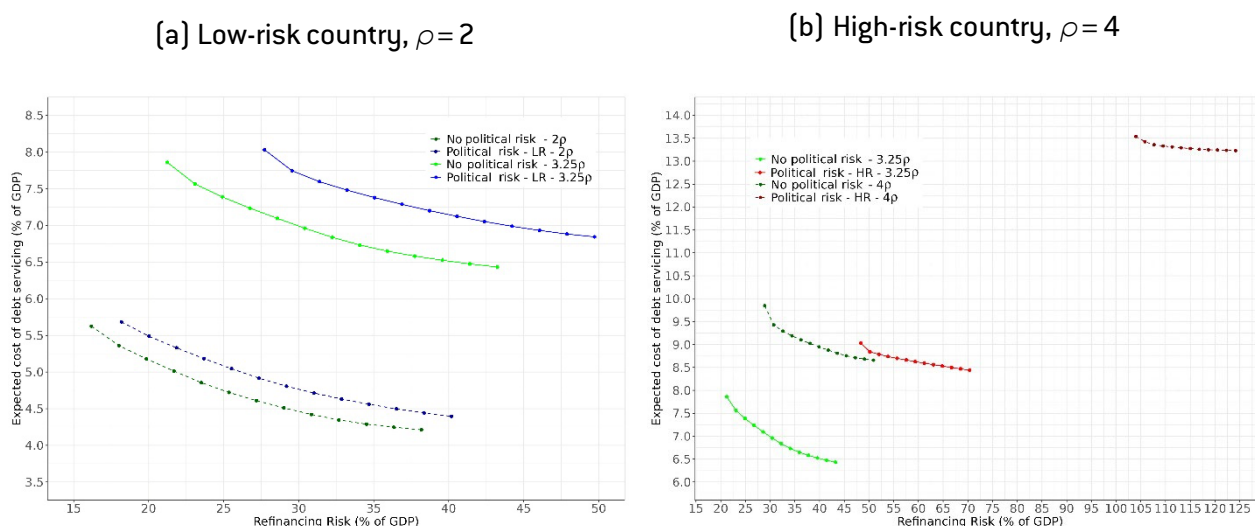 (a) Low-risk country, ρ = 2
8.5
8.0
7.5
7.0
6.5
6.0
5.5
5.0
4.5
4.0
3.5
Expected cost of debt servicing (% of GDP)
No political risk - 2ρ
Political risk - LR - 2ρ
No political risk - 3.25ρ
Political risk - LR - 3.25ρ
15 20 25 30 35 40 45 50
Refinancing Risk (% of GDP)
(b) High-risk country, ρ = 4
14.0
13.5
13.0
12.5
12.0
11.5
11.0
10.5
10.0
9.5
9.0
8.5
8.0
7.5
7.0
6.5
6.0
Expected cost of debt servicing (% of GDP)
No political risk - 3.25ρ
Political risk - HR - 3.25ρ
No political risk - 4ρ
Political risk - HR - 4ρ
15 20 25 30 35 40 45 50 55 60 65 70 75 80 85 90 95 100 105 110 115 120 125
Refinancing Risk (% of GDP)